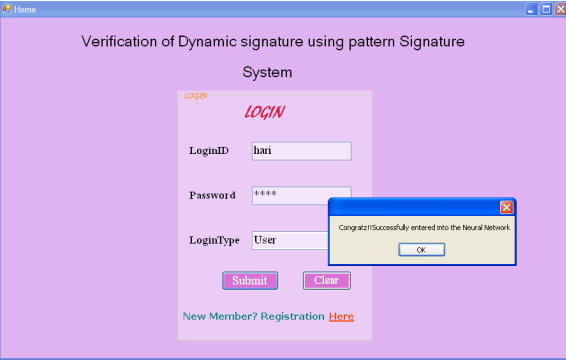 Home
Verification of Dynamic signature using pattern Signature
System
LOGIN
LOGIN
LoginID hari
Password ****
Congratz!!Successfully entered into the Neural Network
LoginType User
OK
Submit Clear
New Member? Registration Here